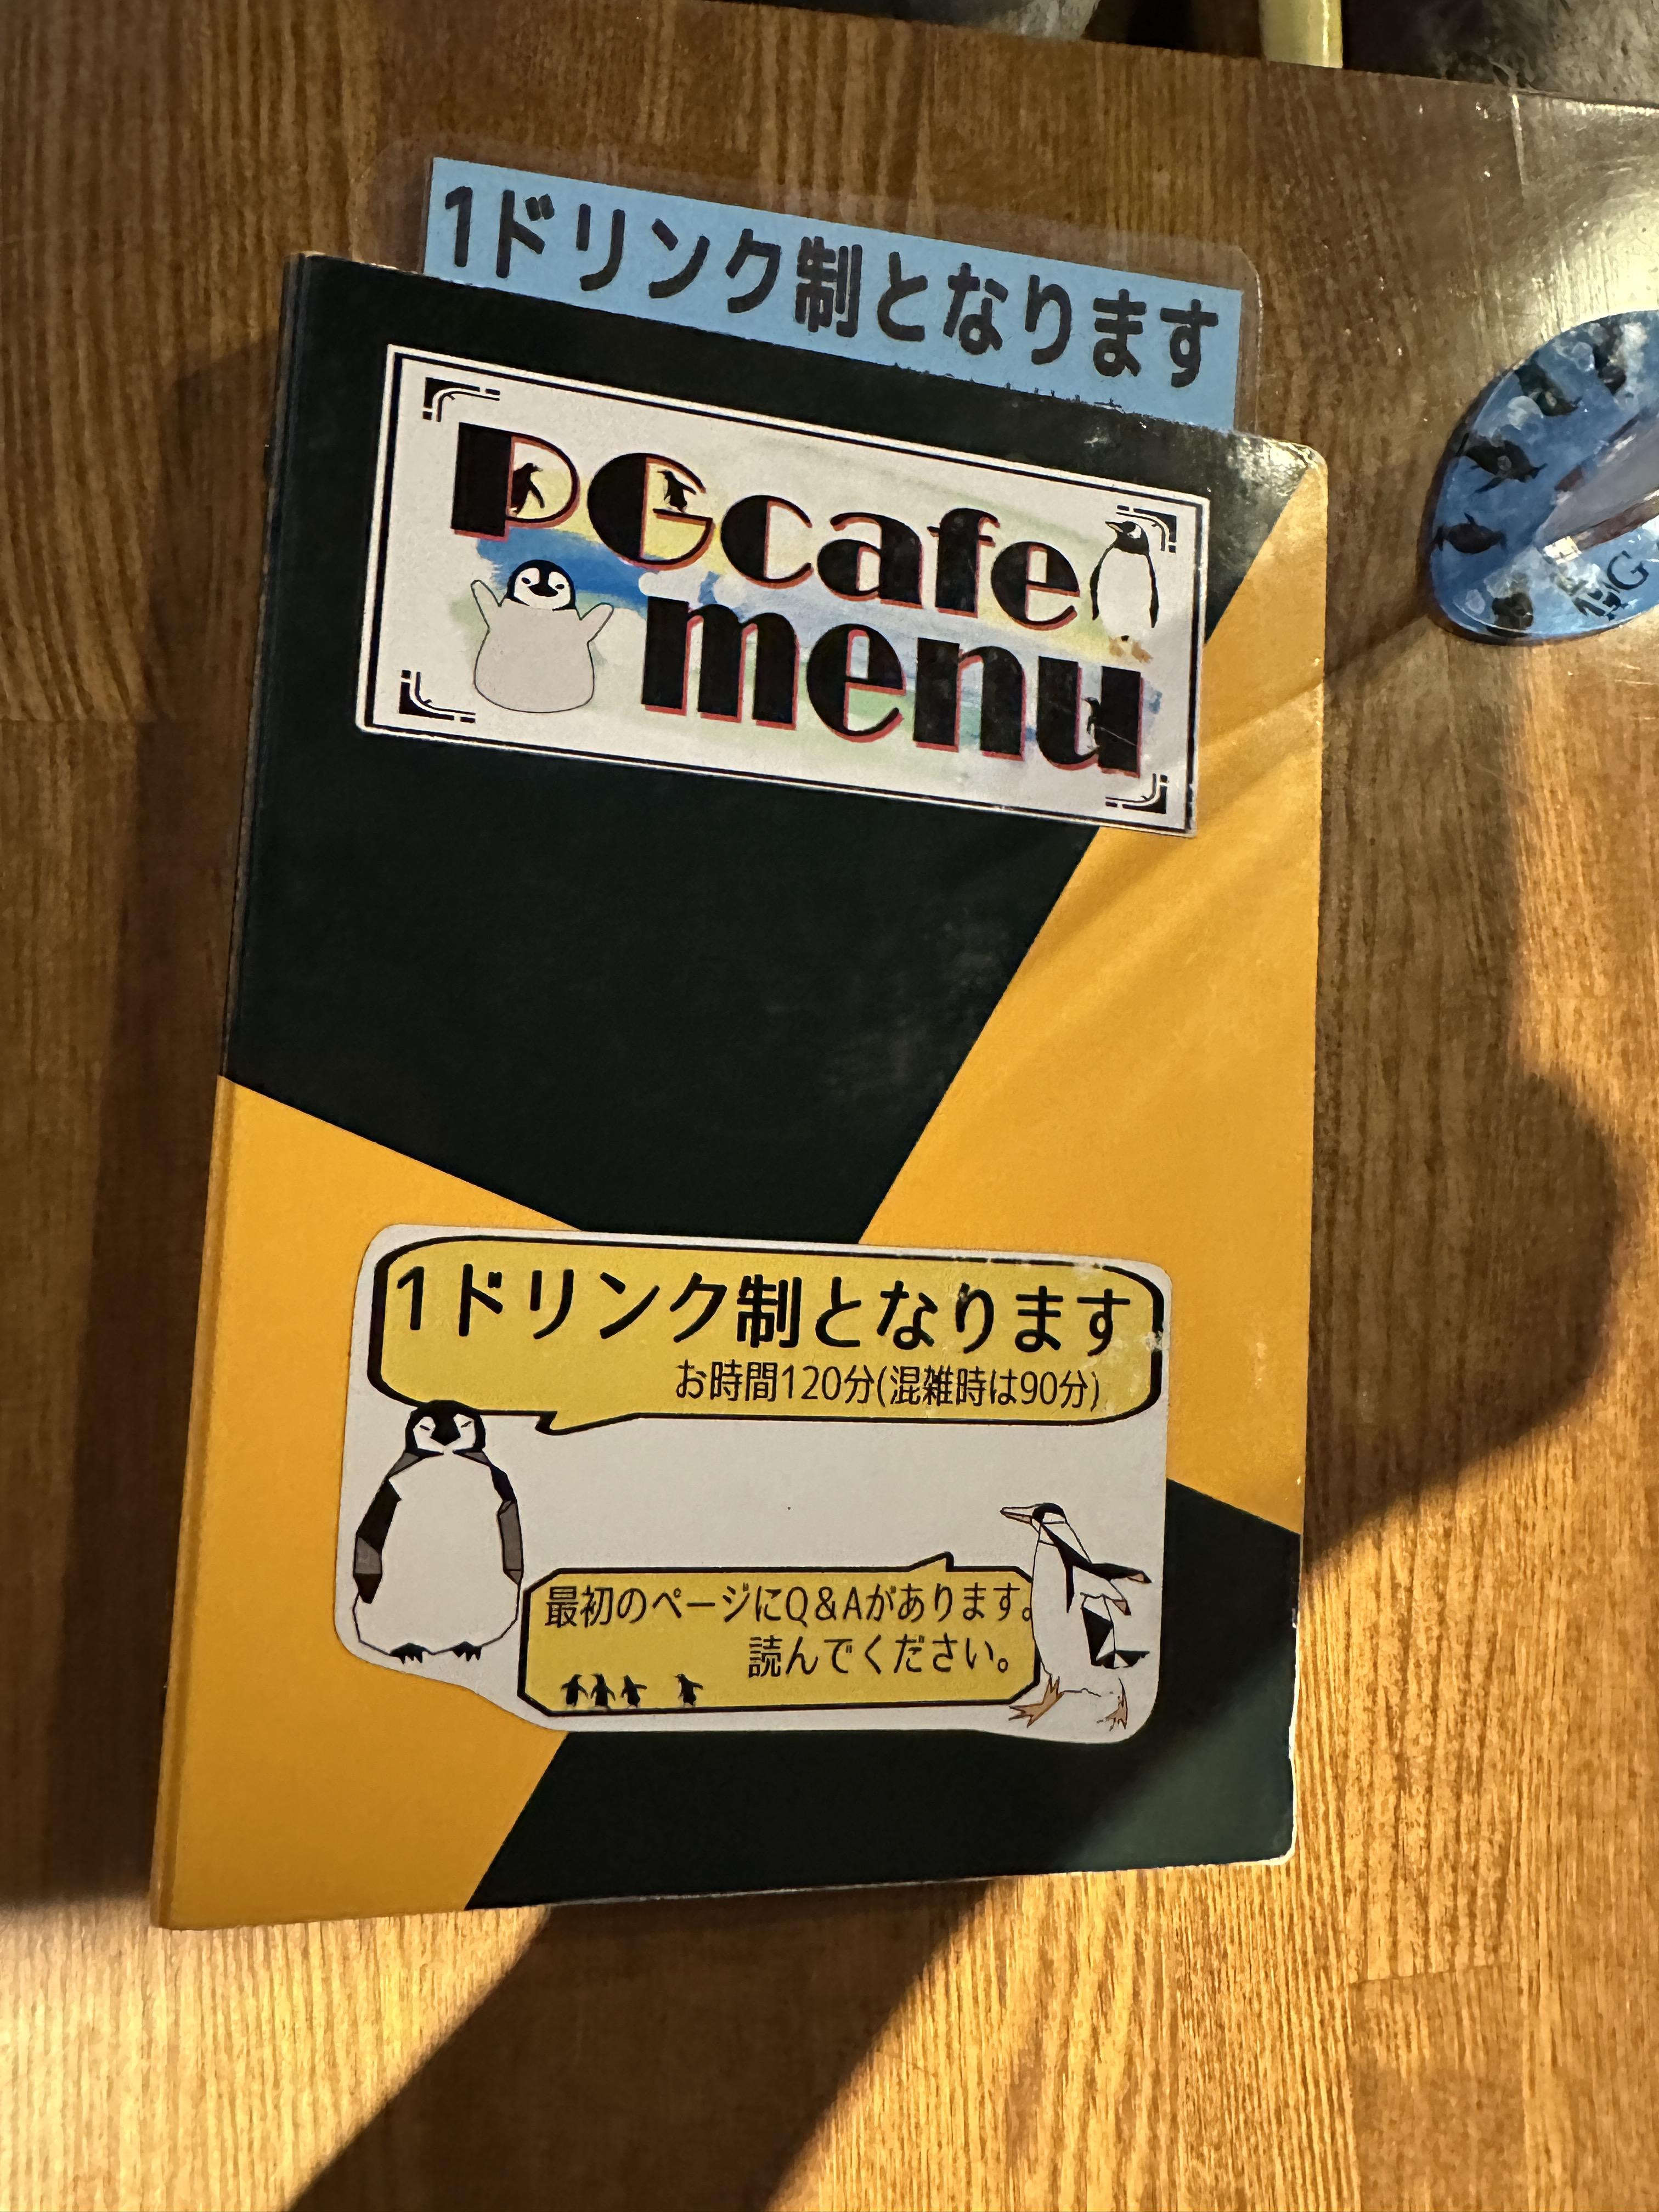 1ドリンク制となります
PGcafe
menu
1ドリンク制となります
お時間120分(混雑時は90分)
最初のページにQ&Aがあります。
読んでください。